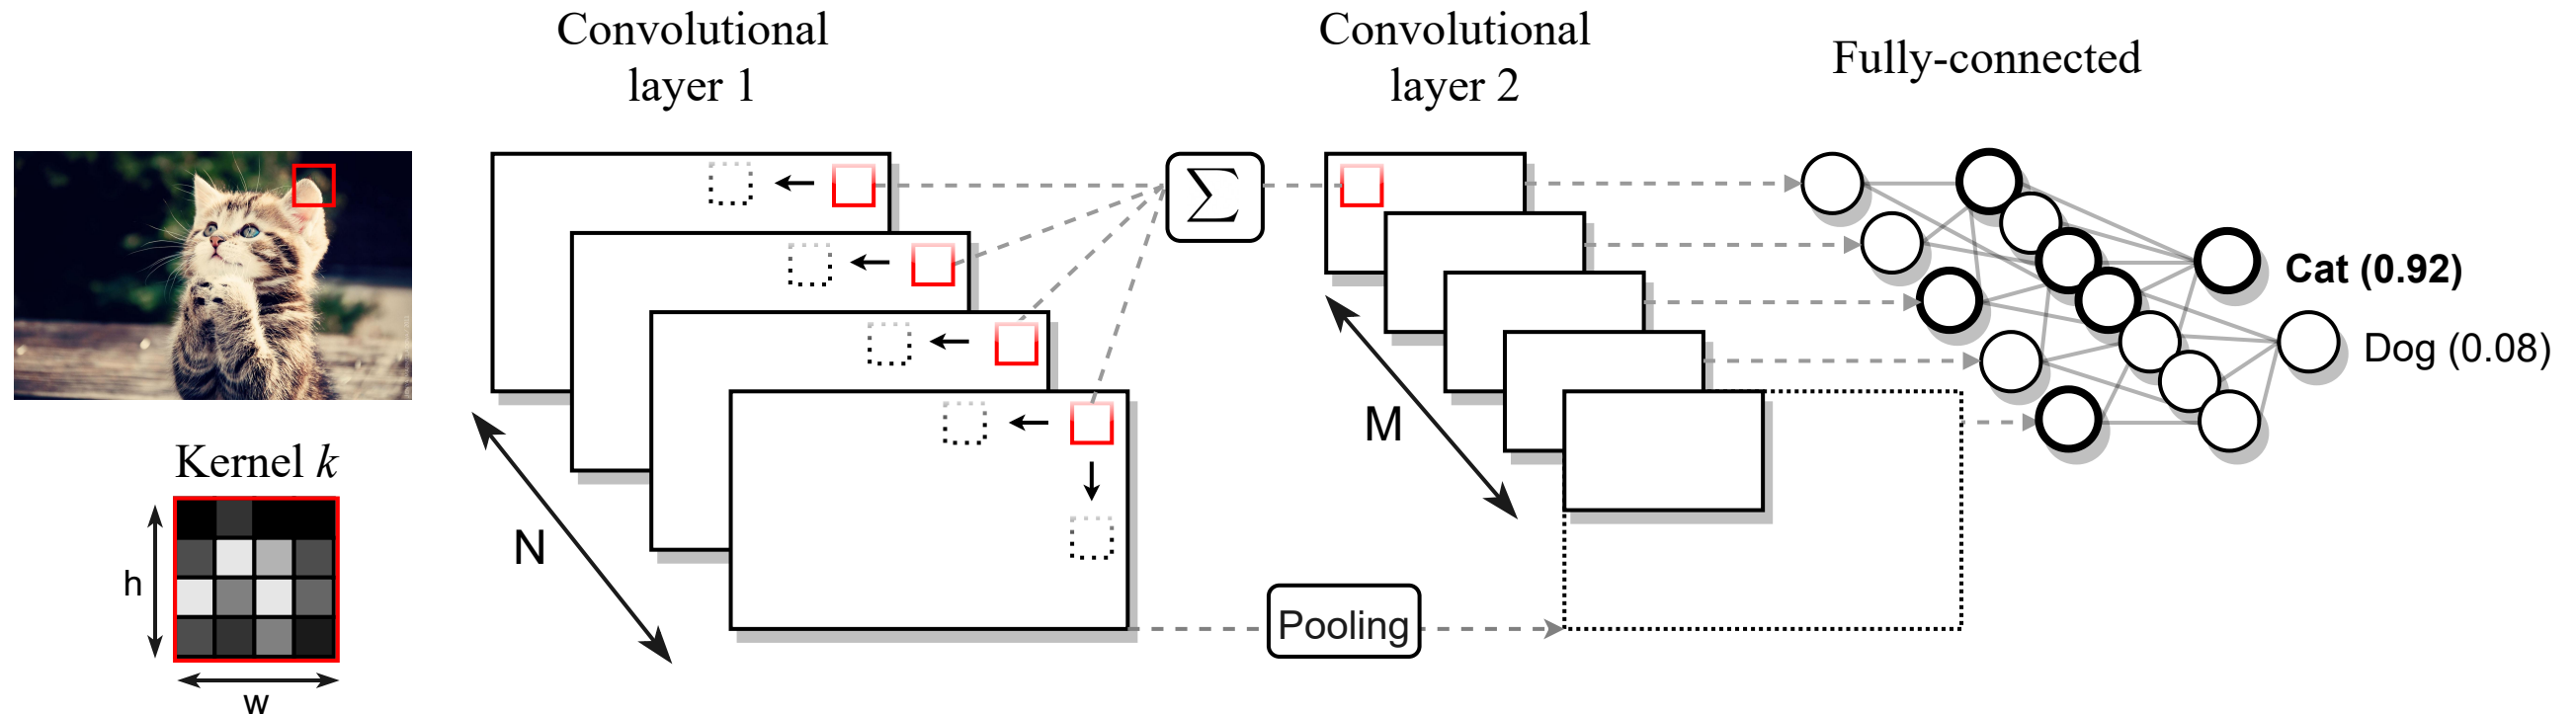 Convolutional
layer 1
Convolutional
layer 2
Fully-connected
∑
Cat (0.92)
Dog (0.08)
Kernel k
h
w
N
M
Pooling